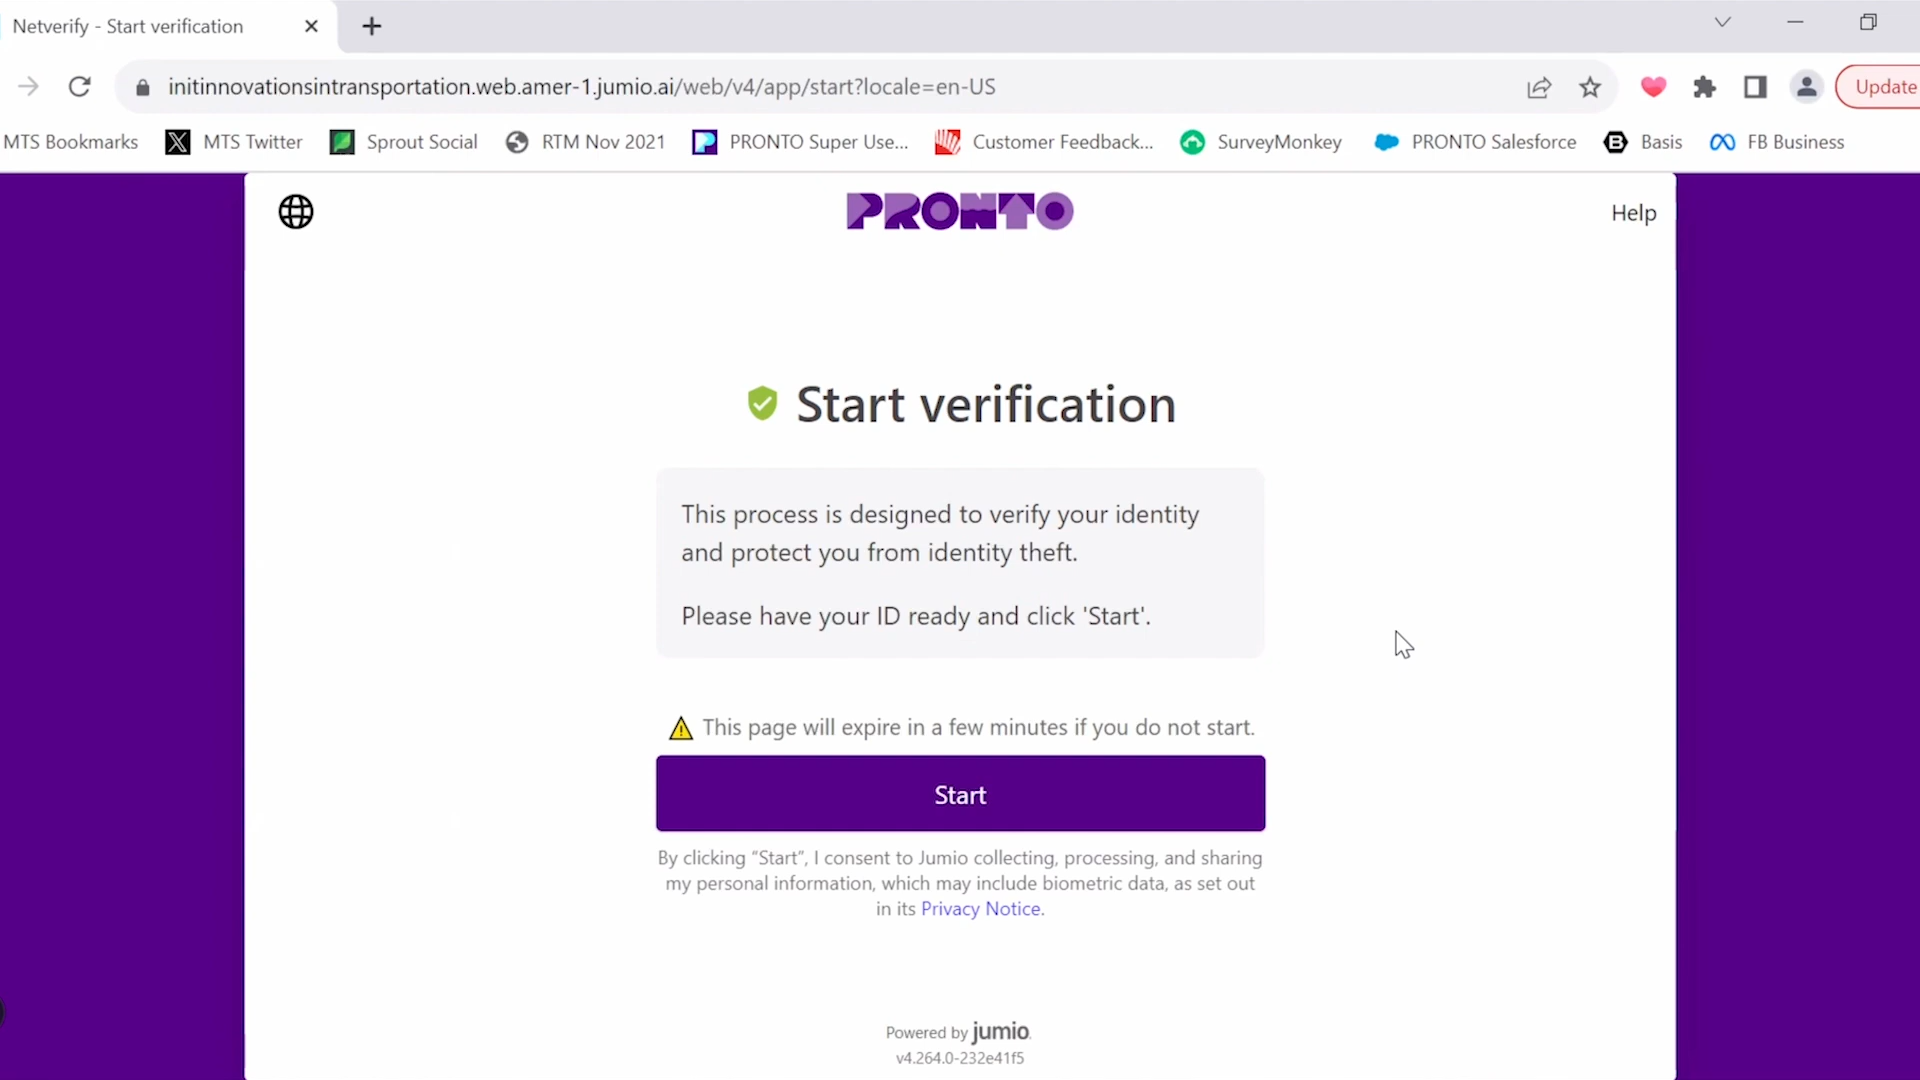 Netverify - Start verification
initinnovationsintransportation.web.amer-1.jumio.ai/web/v4/app/start?locale=en-US
Update
MTS Bookmarks
MTS Twitter
Sprout Social
RTM Nov 2021
PRONTO Super Use...
Customer Feedback...
SurveyMonkey
PRONTO Salesforce
Basis
FB Business
PRONTO
Help
Start verification
This process is designed to verify your identity
and protect you from identity theft.
Please have your ID ready and click 'Start'.
This page will expire in a few minutes if you do not start.
Start
By clicking “Start”, I consent to Jumio collecting, processing, and sharing
my personal information, which may include biometric data, as set out
in its Privacy Notice.
Powered by jumio.
v4.264.0-232e41f5